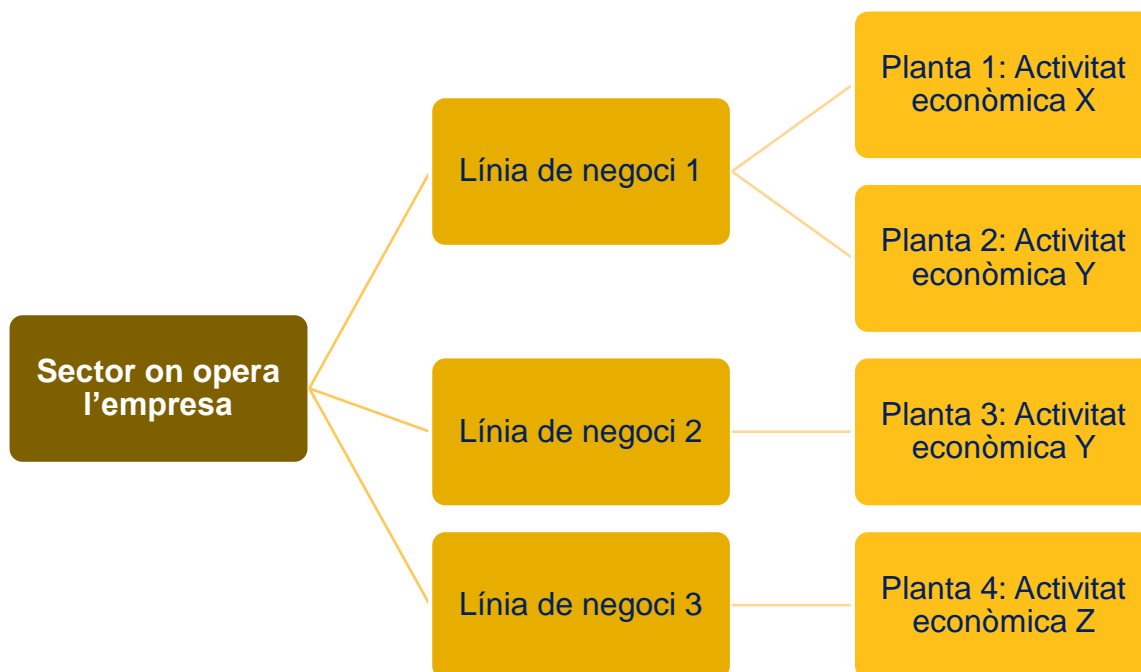 Sector on opera
l’empresa
Línia de negoci 1
Planta 1: Activitat
econòmica X
Planta 2: Activitat
econòmica Y
Línia de negoci 2
Planta 3: Activitat
econòmica Y
Línia de negoci 3
Planta 4: Activitat
econòmica Z